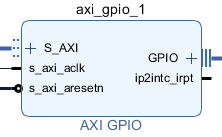 axi_gpio_1
S_AXI
s_axi_aclk
s_axi_aresetn
GPIO
ip2intc_irpt
AXI GPIO